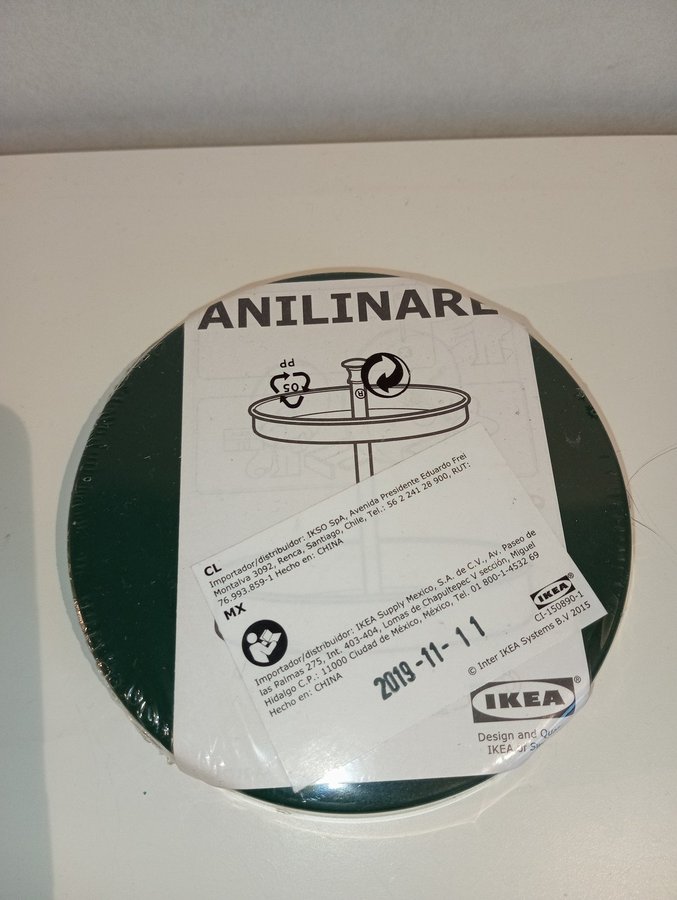 ANILINARE
05
PP
R
CL
Importador/distribuidor: IKSO SpA, Avenida Presidente Eduardo Frei
Montalva 3092, Renca, Santiago, Chile, Tel.: 56 2 241 28 900, RUT:
76.993.859-1 Hecho en: CHINA
MX
Importador/distribuidor: IKEA Supply Mexico, S.A. de C.V., Av. Paseo de
las Palmas 275, Int. 403-404, Lomas de Chapultepec V sección, Miguel
Hidalgo C.P.: 11000 Ciudad de México, México, Tel. 01 800-1-4532 69
Hecho en: CHINA
2019-11-11
IKEA®
CI-150890-1
© Inter IKEA Systems B.V 2015
IKEA®
Design and
IKEA of